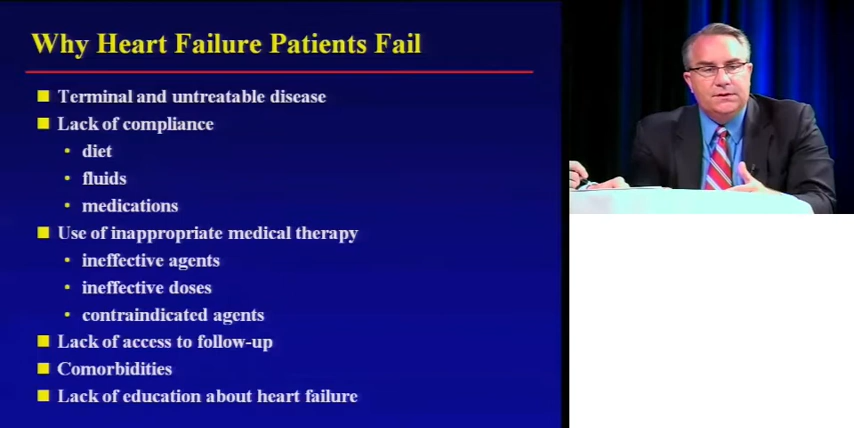 Why Heart Failure Patients Fail
Terminal and untreatable disease
Lack of compliance
diet
fluids
medications
Use of inappropriate medical therapy
ineffective agents
ineffective doses
contraindicated agents
Lack of access to follow-up
Comorbidities
Lack of education about heart failure